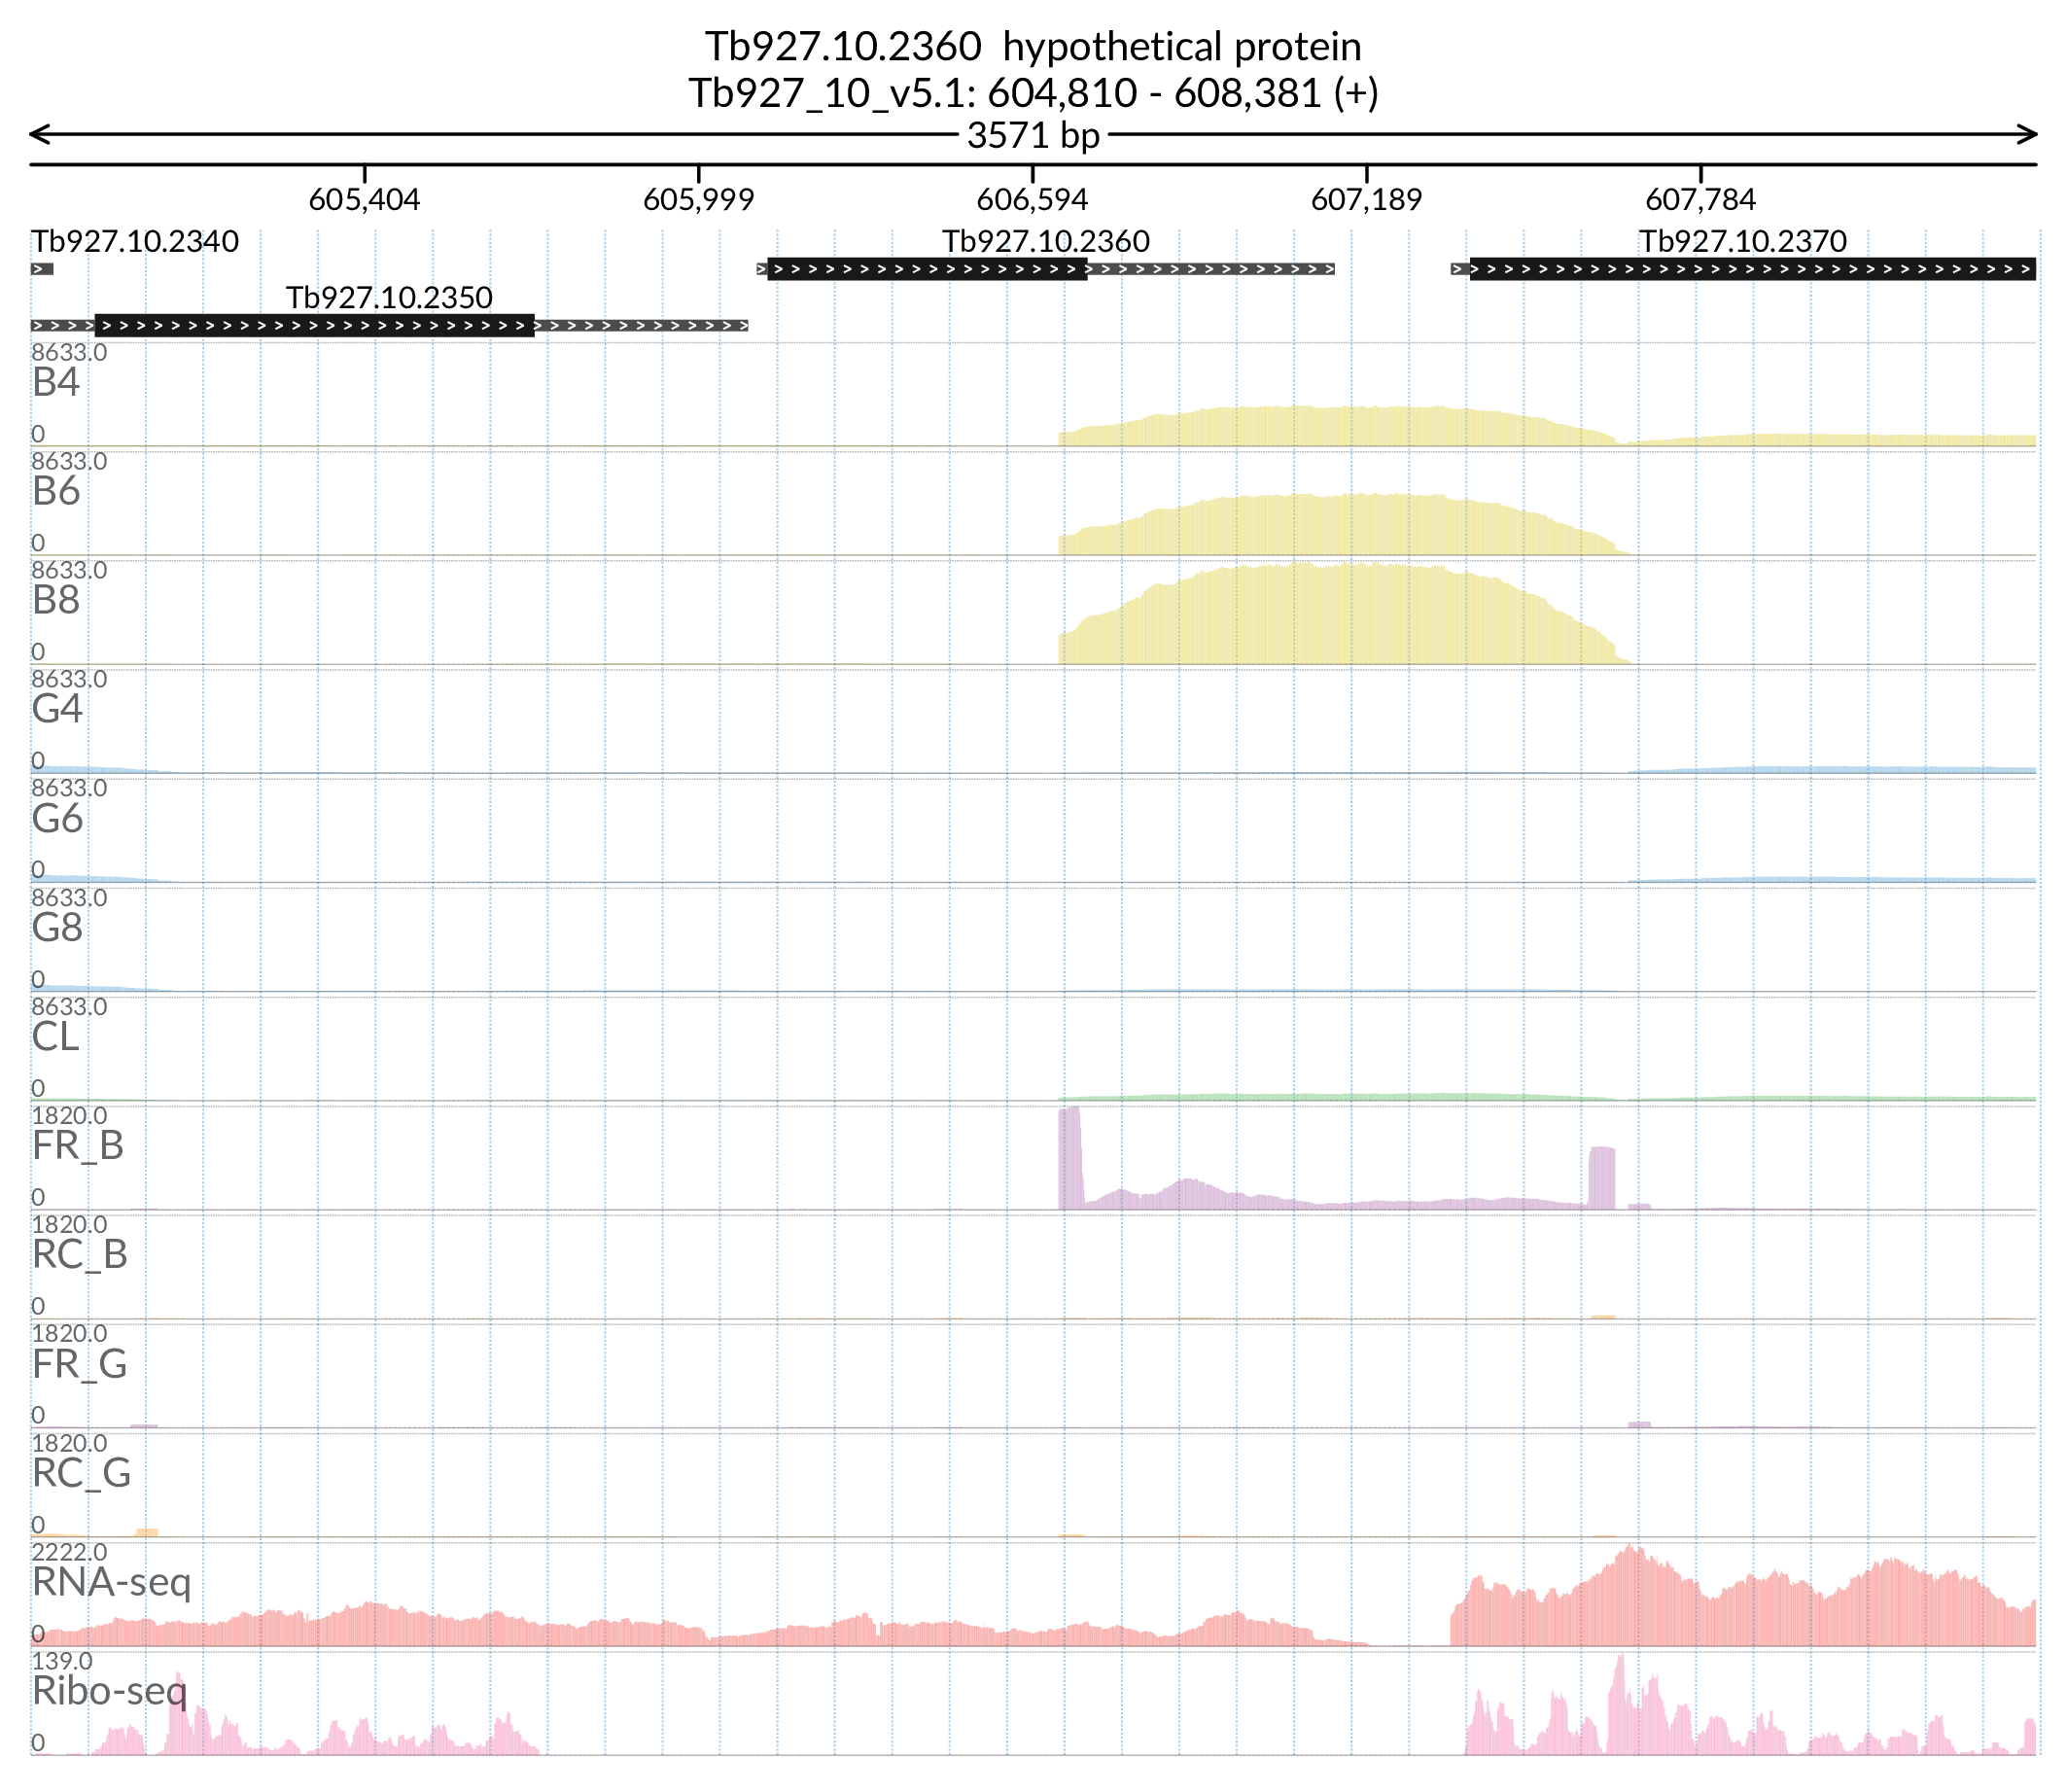 Tb927.10.2360  hypothetical protein
Tb927_10_v5.1: 604,810 - 608,381 (+)
3571 bp
605,404 605,999 606,594 607,189 607,784
Tb927.10.2340 Tb927.10.2360 Tb927.10.2370
Tb927.10.2350
8633.0
B4
0
8633.0
B6
0
8633.0
B8
0
8633.0
G4
0
8633.0
G6
0
8633.0
G8
0
8633.0
CL
0
1820.0
FR_B
0
1820.0
RC_B
0
1820.0
FR_G
0
1820.0
RC_G
0
2222.0
RNA-seq
0
139.0
Ribo-seq
0